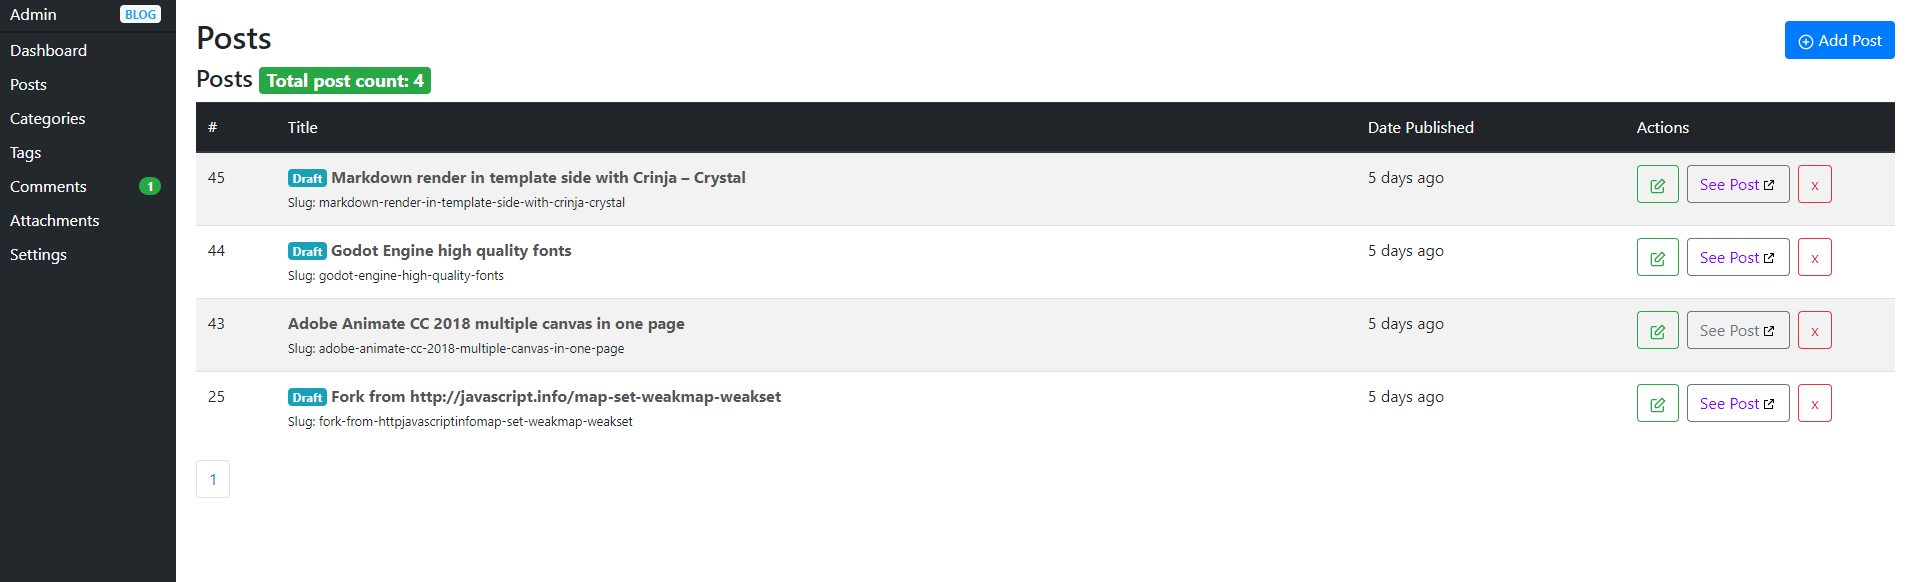 Admin BLOG
Dashboard
Posts
Categories
Tags
Comments 1
Attachments
Settings
Posts
Add Post
Posts Total post count: 4
# Title Date Published Actions
45 Draft Markdown render in template side with Crinja – Crystal 5 days ago See Post x
Slug: markdown-render-in-template-side-with-crinja-crystal
44 Draft Godot Engine high quality fonts 5 days ago See Post x
Slug: godot-engine-high-quality-fonts
43 Adobe Animate CC 2018 multiple canvas in one page 5 days ago See Post x
Slug: adobe-animate-cc-2018-multiple-canvas-in-one-page
25 Draft Fork from http://javascript.info/map-set-weakmap-weakset 5 days ago See Post x
Slug: fork-from-httpjavascriptinfomap-set-weakmap-weakset
1